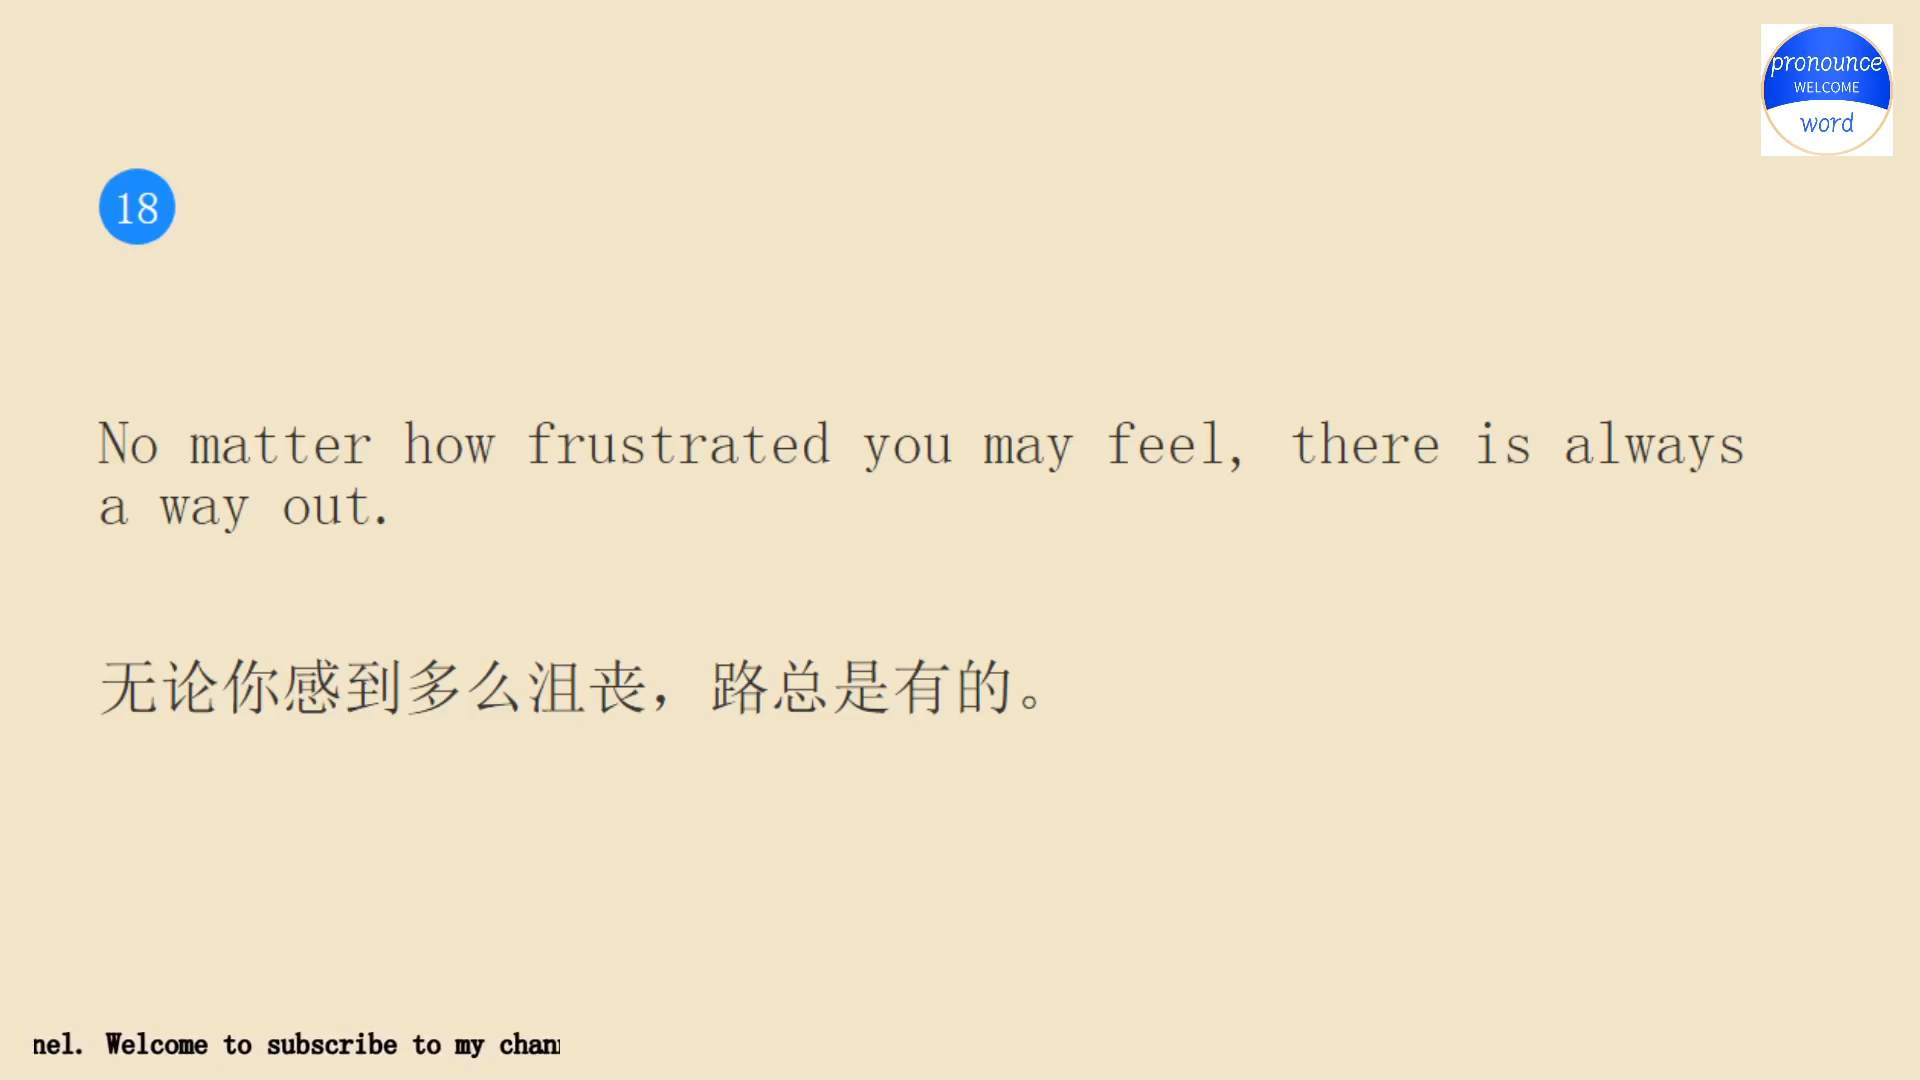 pronounce
WELCOME
word
18
No matter how frustrated you may feel, there is always
a way out.
无论你感到多么沮丧，路总是有的。
nel. Welcome to subscribe to my chan